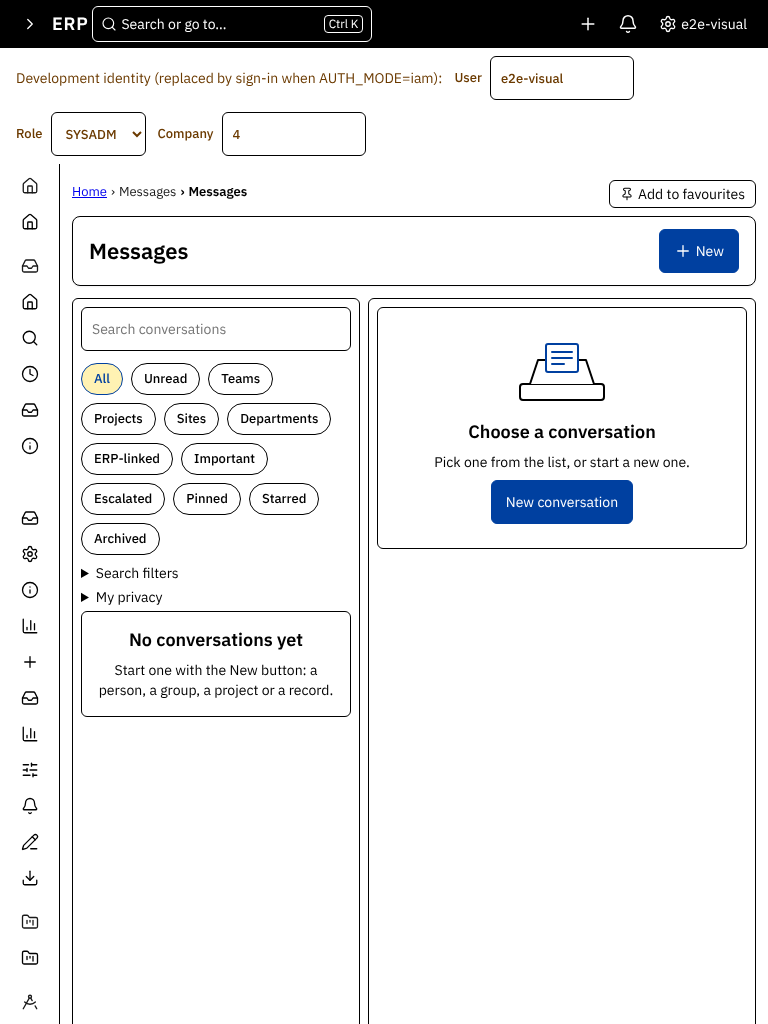 ERP Search or go to... Ctrl K e2e-visual
Development identity (replaced by sign-in when AUTH_MODE=iam): User e2e-visual
Role SYSADM Company 4
Home › Messages › Messages
Add to favourites
Messages
New
Search conversations
All Unread Teams
Projects Sites Departments
ERP-linked Important
Escalated Pinned Starred
Archived
Search filters
My privacy
No conversations yet
Start one with the New button: a
person, a group, a project or a record.
Choose a conversation
Pick one from the list, or start a new one.
New conversation